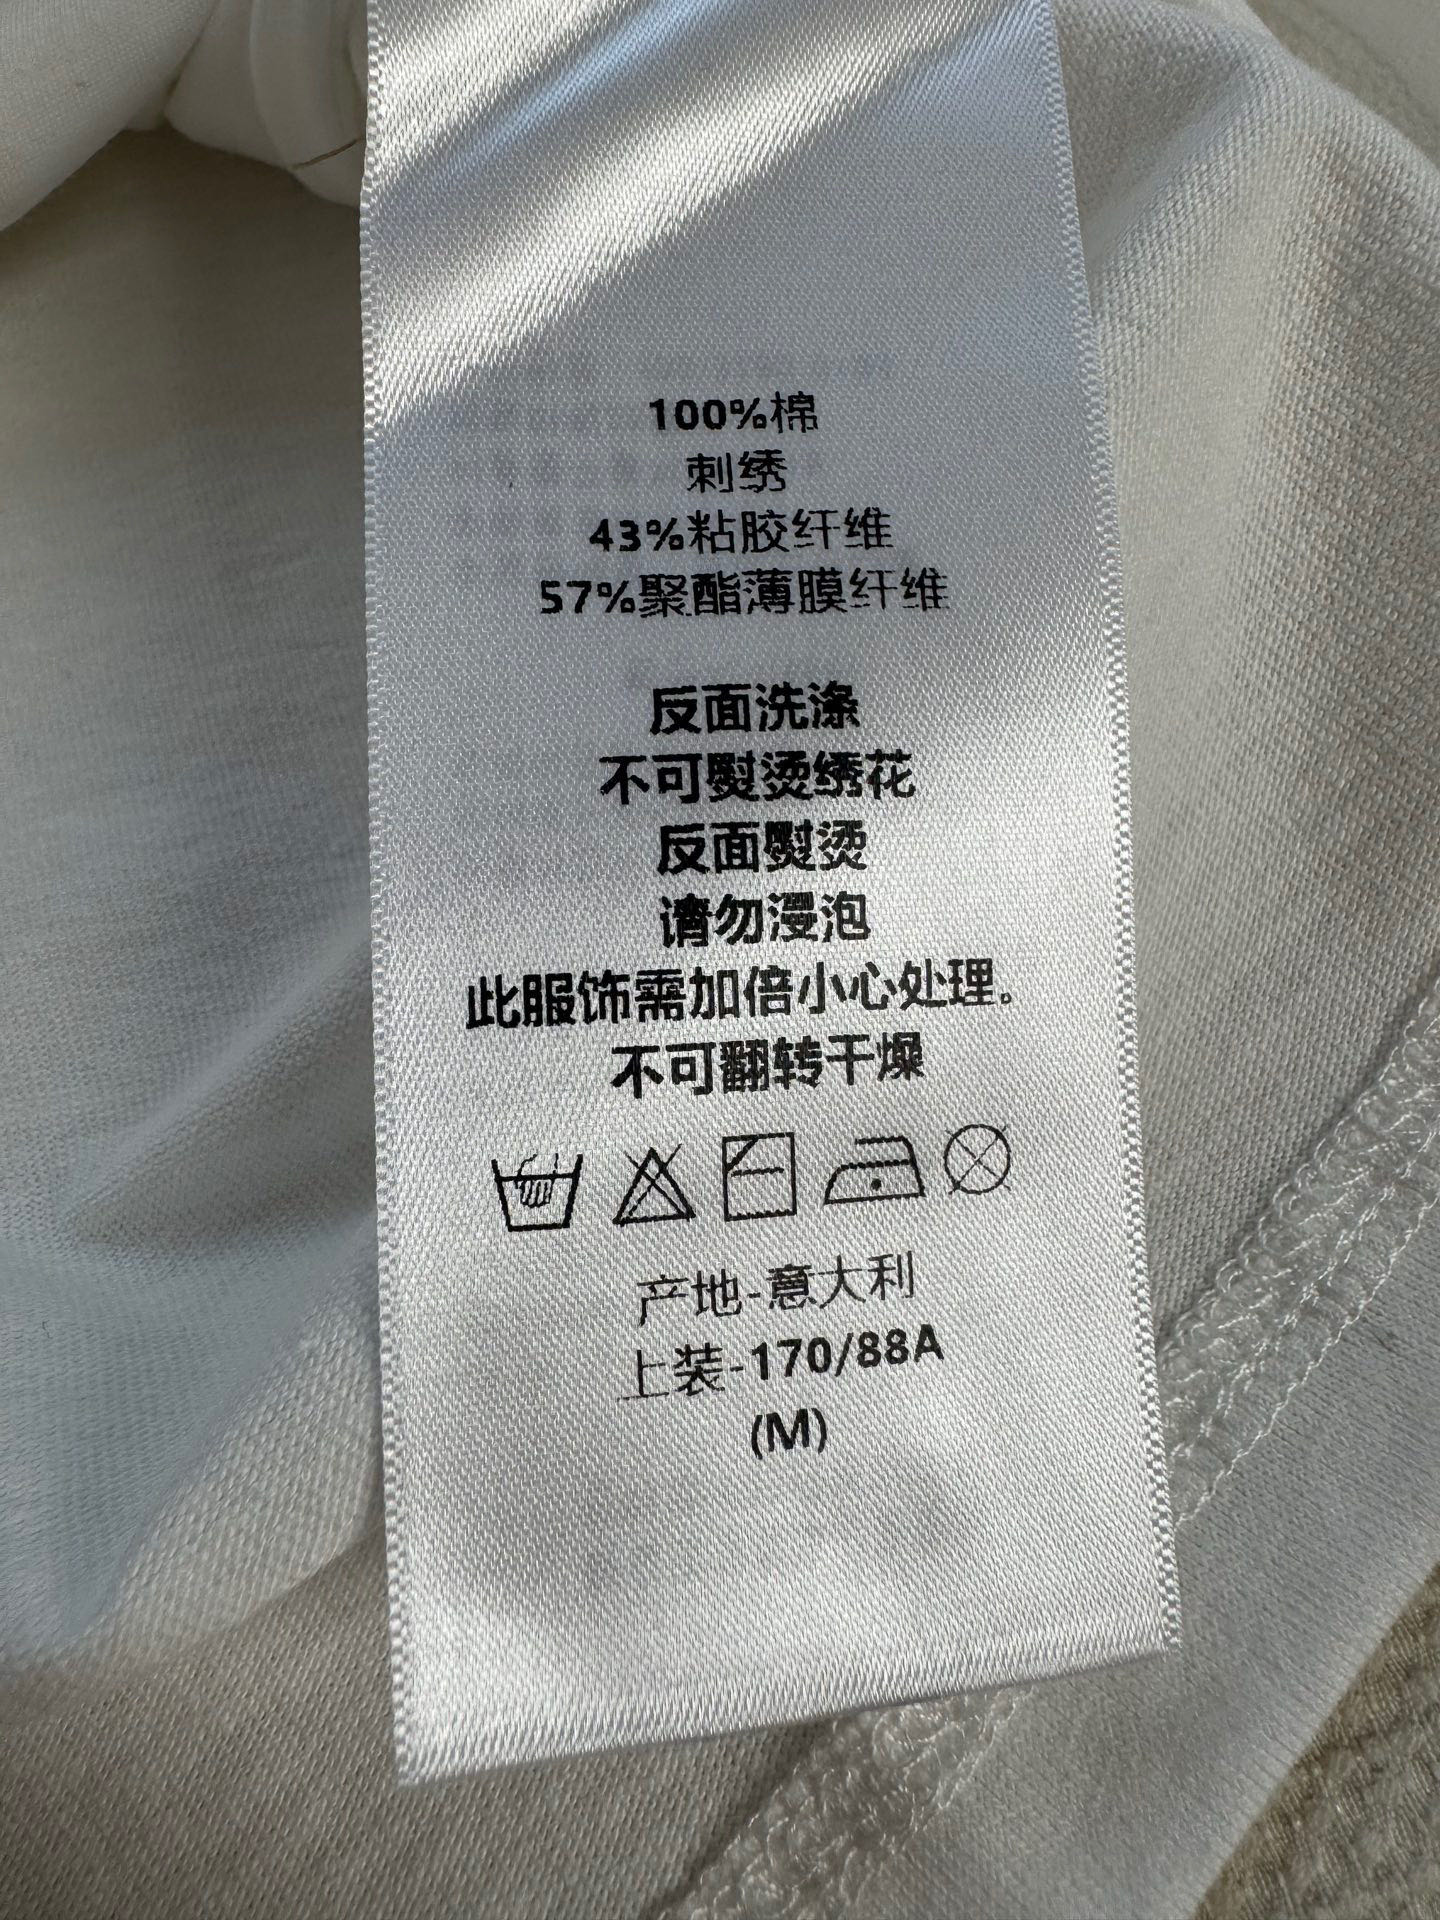 100%棉
刺绣
43%粘胶纤维
57%聚酯薄膜纤维
反面洗涤
不可熨烫绣花
反面熨烫
请勿浸泡
此服饰需加倍小心处理。
不可翻转干燥
产地-意大利
上装-170/88A
(M)